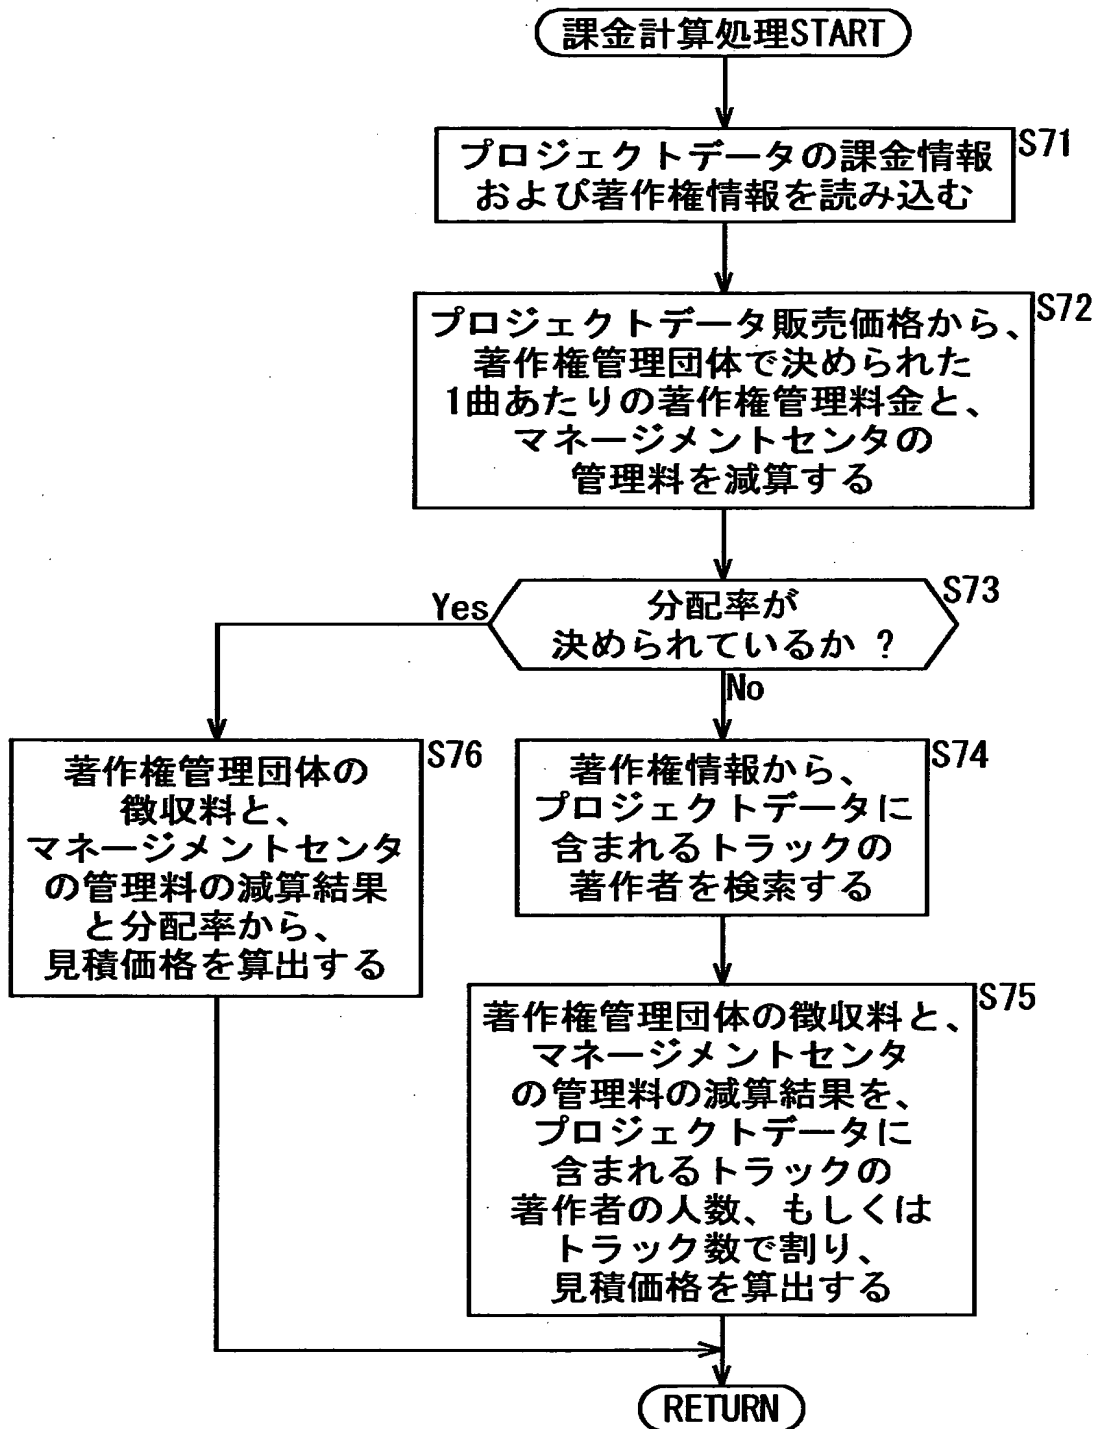 課金計算処理START
S71
プロジェクトデータの課金情報
および著作権情報を読み込む
S72
プロジェクトデータ販売価格から、
著作権管理団体で決められた
1曲あたりの著作権管理料金と、
マネージメントセンタの
管理料を減算する
S73
分配率が
決められているか ?
Yes
No
S76
著作権管理団体の
徴収料と、
マネージメントセンタ
の管理料の減算結果
と分配率から、
見積価格を算出する
S74
著作権情報から、
プロジェクトデータに
含まれるトラックの
著作者を検索する
S75
著作権管理団体の徴収料と、
マネージメントセンタ
の管理料の減算結果を、
プロジェクトデータに
含まれるトラックの
著作者の人数、もしくは
トラック数で割り、
見積価格を算出する
RETURN